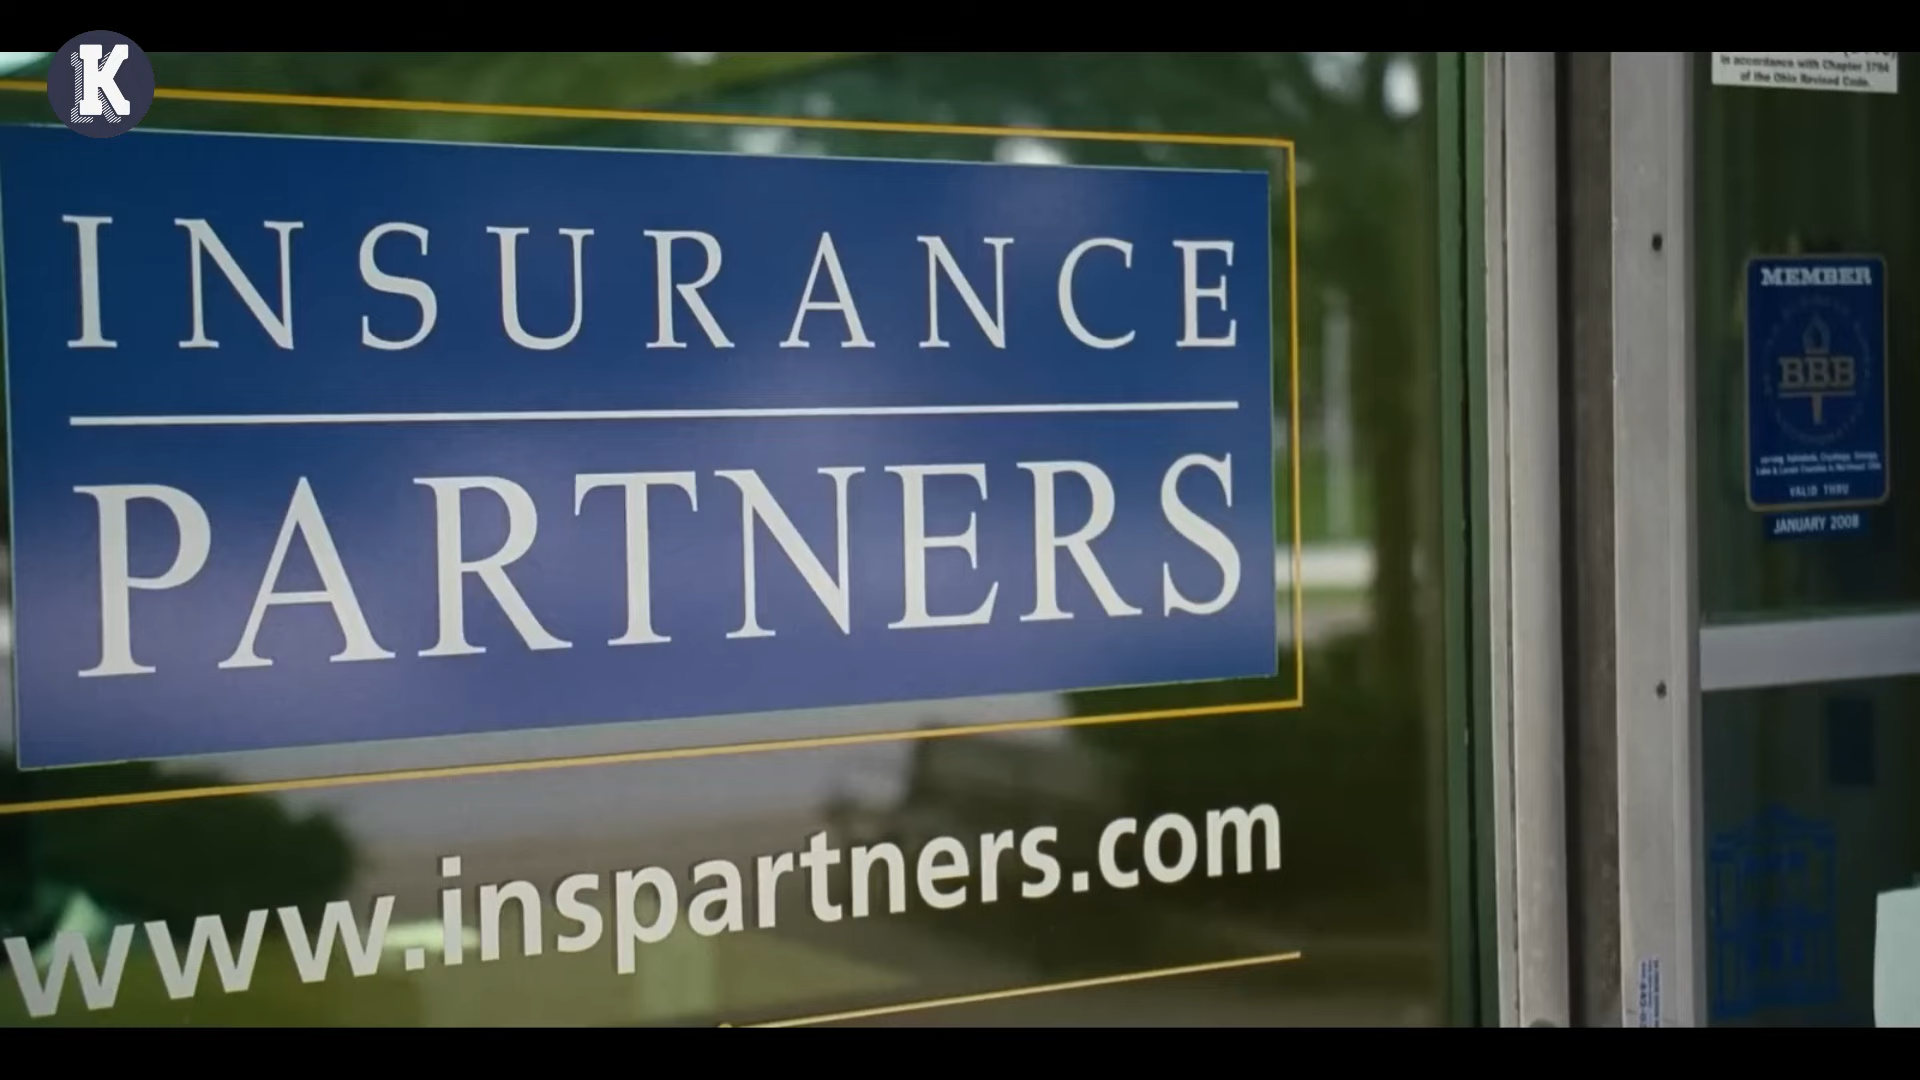 K
in accordance with Chapter 3794
of the Ohio Revised Code.
INSURANCE
PARTNERS
www.inspartners.com
MEMBER
BBB
VALID THRU
JANUARY 2008